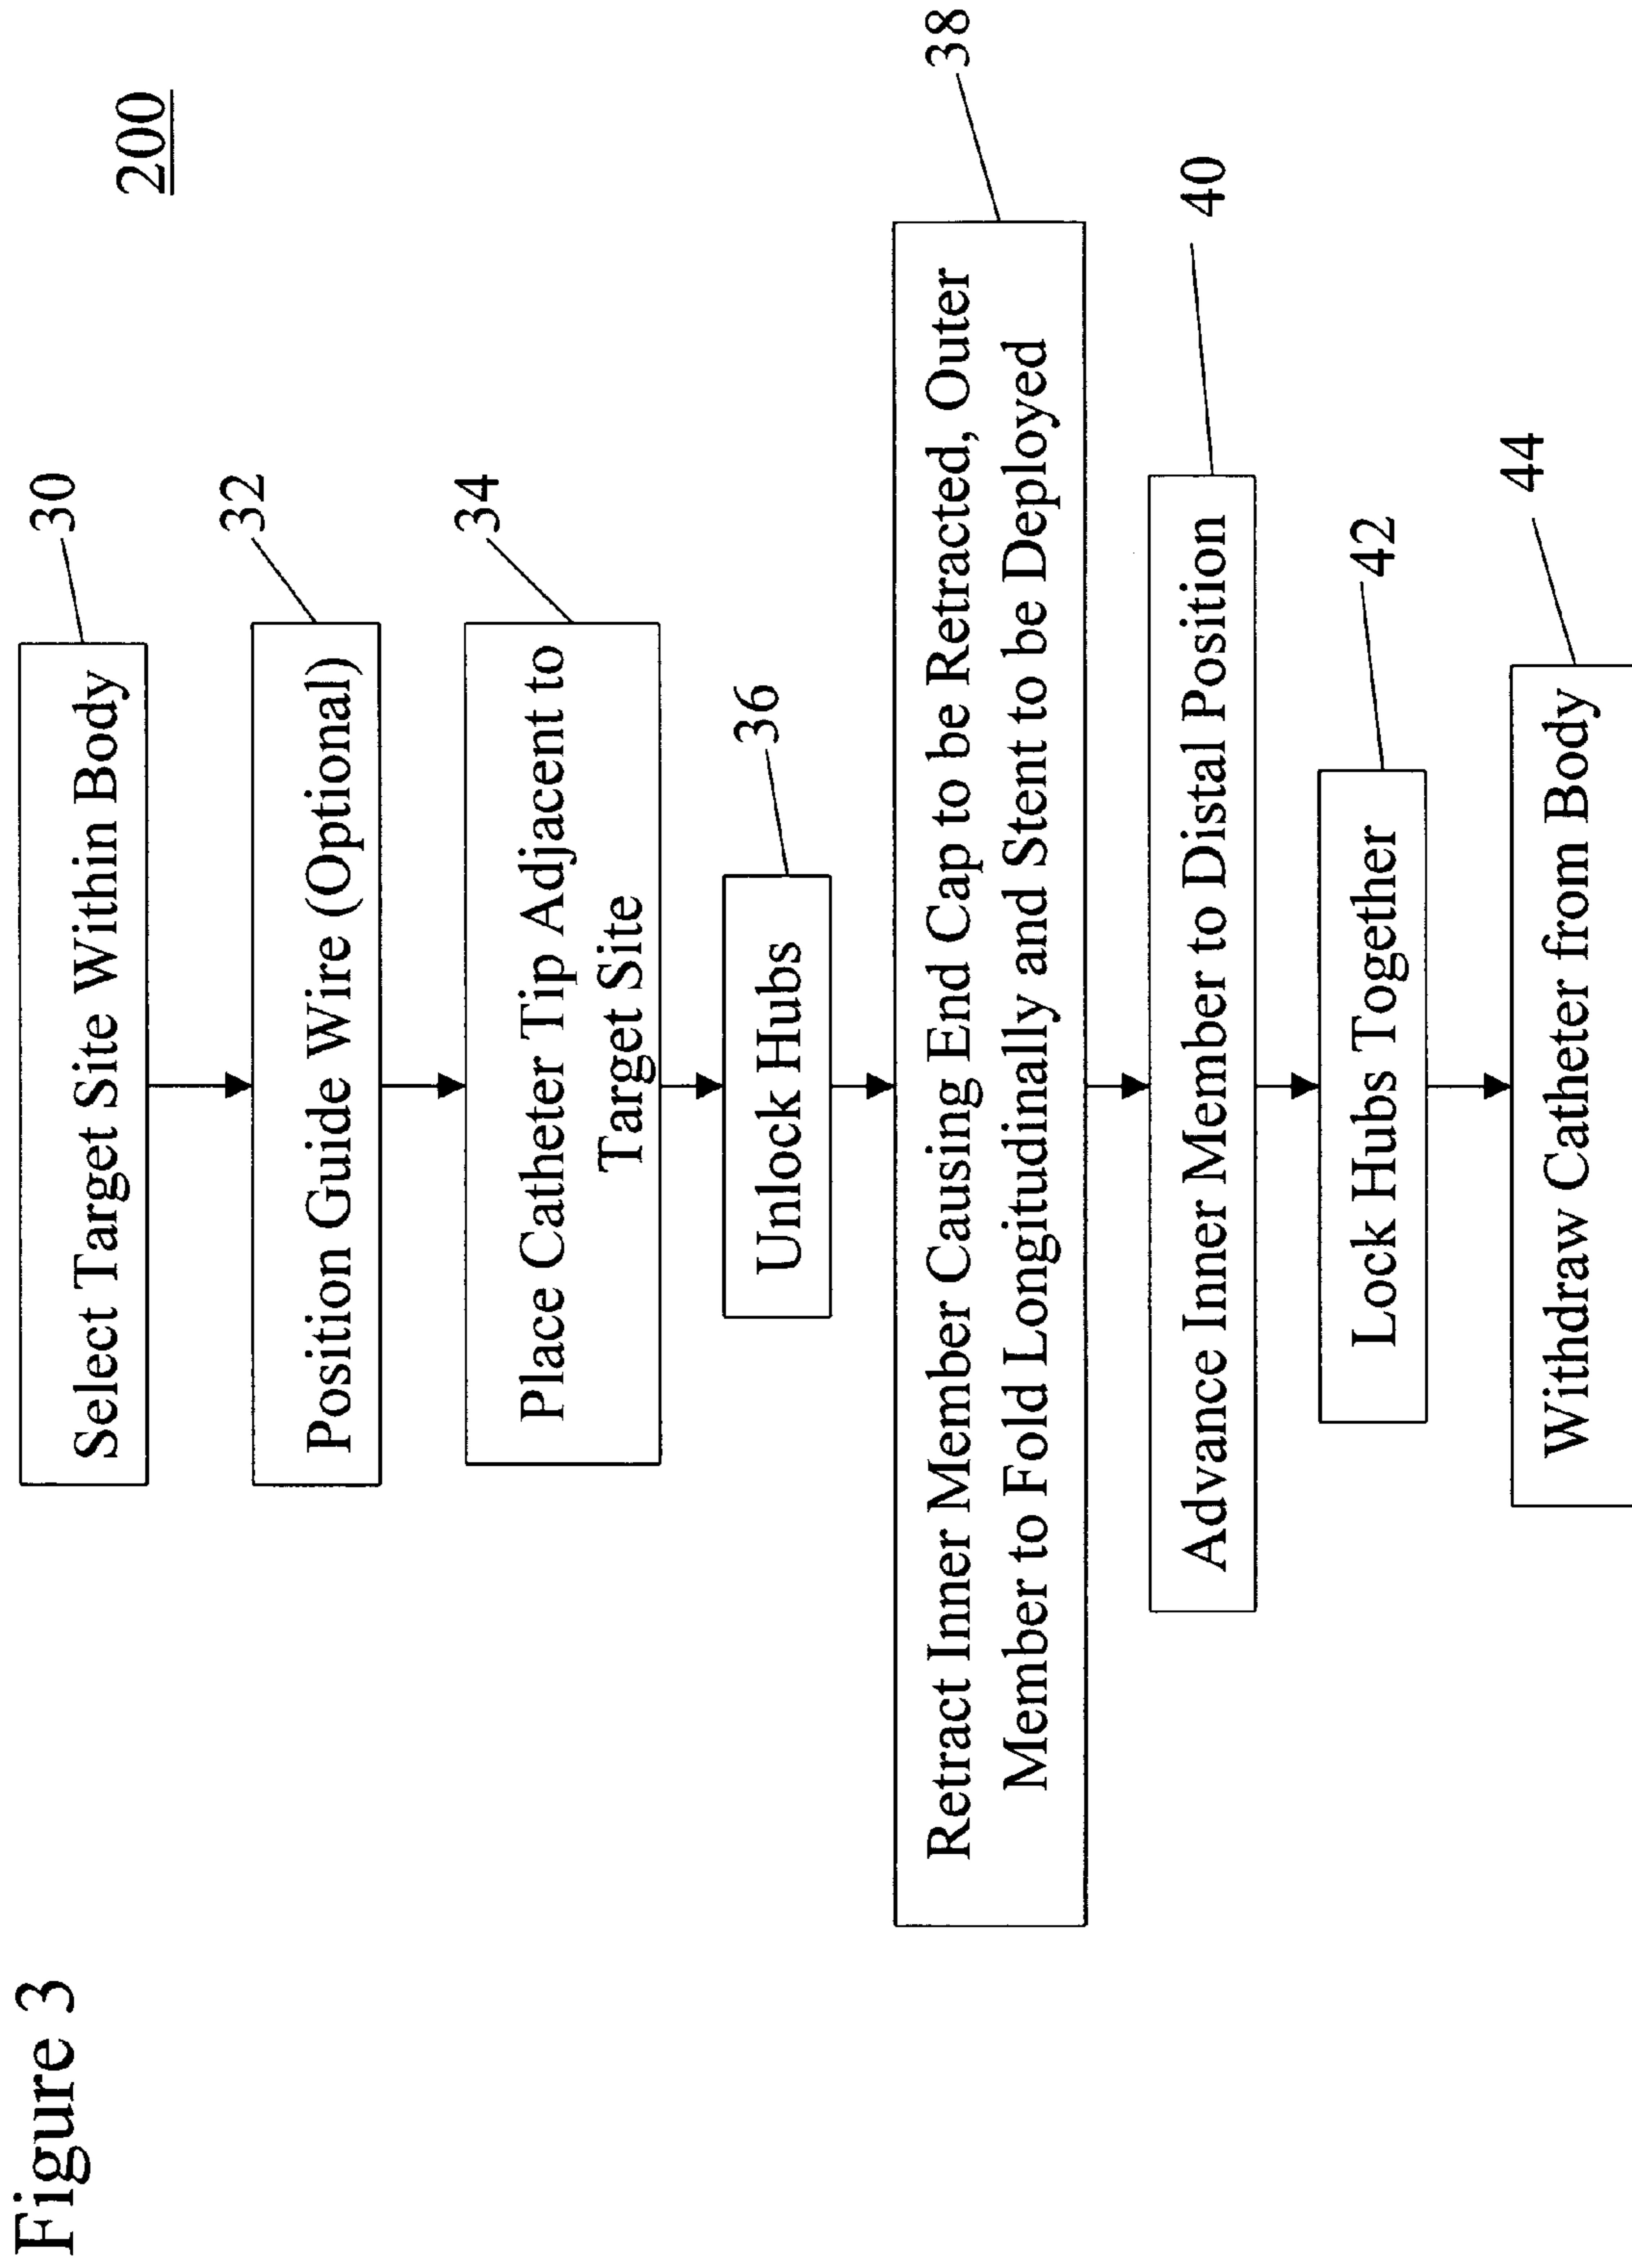 Figure 3
200
Select Target Site Within Body
30
Position Guide Wire (Optional)
32
Place Catheter Tip Adjacent to
Target Site
34
Unlock Hubs
36
Retract Inner Member Causing End Cap to be Retracted, Outer
Member to Fold Longitudinally and Stent to be Deployed
38
Advance Inner Member to Distal Position
40
Lock Hubs Together
42
Withdraw Catheter from Body
44